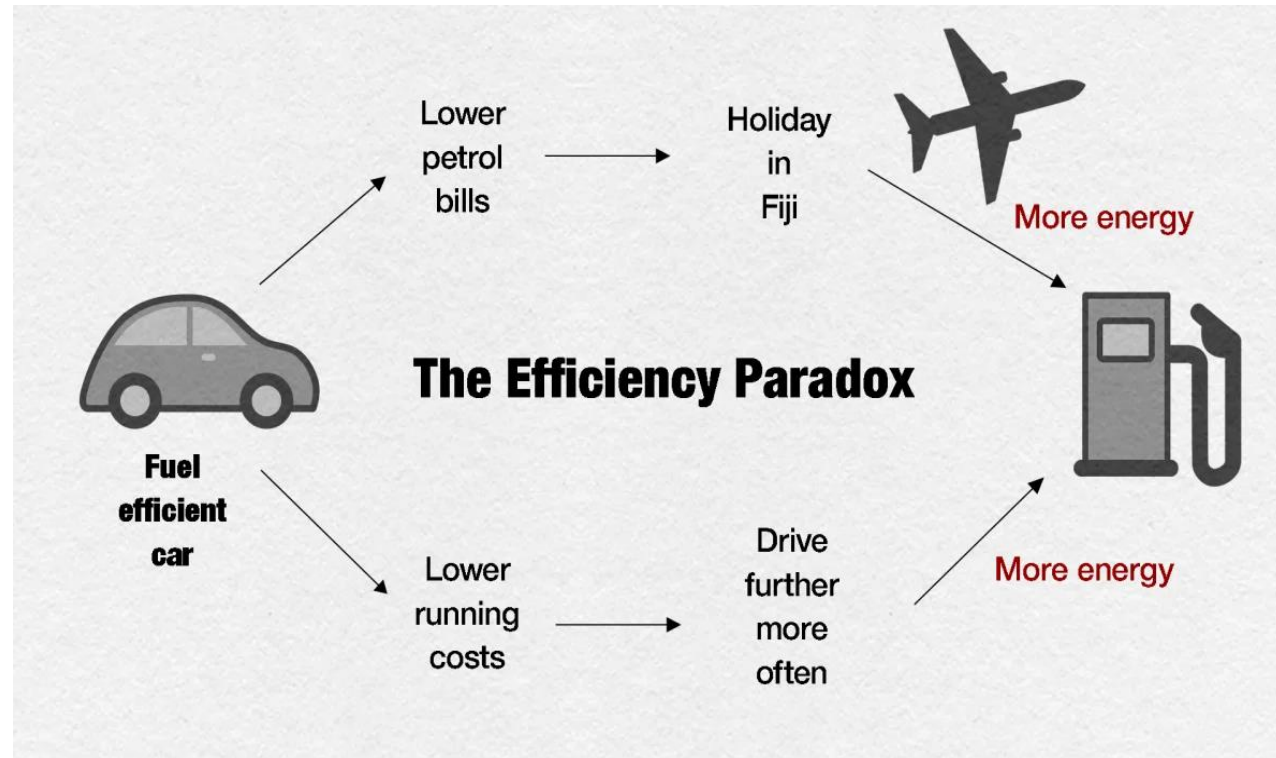 Lower
petrol
bills
Holiday
in
Fiji
More energy
The Efficiency Paradox
Fuel
efficient
car
Lower
running
costs
Drive
further
more
often
More energy